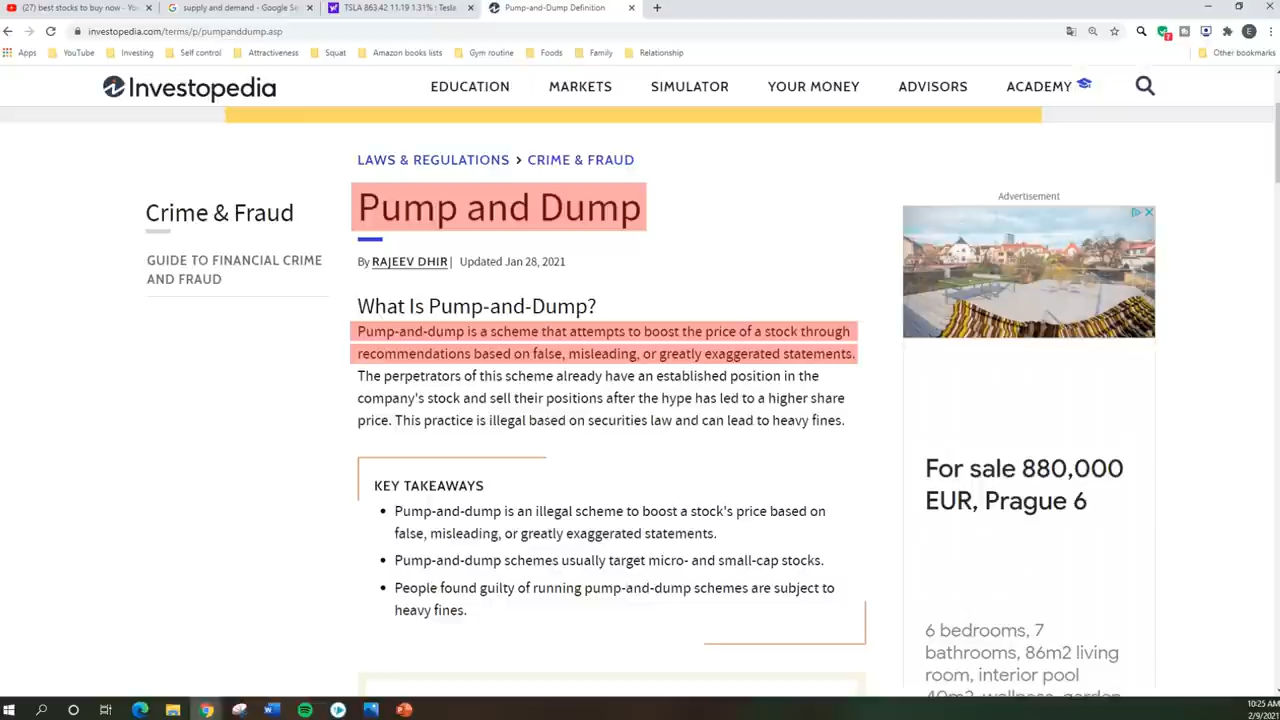 (27) best stocks to buy now - You
supply and demand - Google Se
TSLA 863.42 11.19 1.31% : Tesla
Pump-and-Dump Definition
investopedia.com/terms/p/pumpanddump.asp
Apps YouTube Investing Self control Attractiveness Squat Amazon books lists Gym routine Foods Family Relationship Other bookmarks
Investopedia
EDUCATION MARKETS SIMULATOR YOUR MONEY ADVISORS ACADEMY
LAWS & REGULATIONS > CRIME & FRAUD
Crime & Fraud
GUIDE TO FINANCIAL CRIME
AND FRAUD
Pump and Dump
By RAJEEV DHIR | Updated Jan 28, 2021
What Is Pump-and-Dump?
Pump-and-dump is a scheme that attempts to boost the price of a stock through
recommendations based on false, misleading, or greatly exaggerated statements.
The perpetrators of this scheme already have an established position in the
company's stock and sell their positions after the hype has led to a higher share
price. This practice is illegal based on securities law and can lead to heavy fines.
KEY TAKEAWAYS
• Pump-and-dump is an illegal scheme to boost a stock's price based on
false, misleading, or greatly exaggerated statements.
• Pump-and-dump schemes usually target micro- and small-cap stocks.
• People found guilty of running pump-and-dump schemes are subject to
heavy fines.
Advertisement
For sale 880,000
EUR, Prague 6
6 bedrooms, 7
bathrooms, 86m2 living
room, interior pool
40m2, wellness, garden
10:25 AM
2/9/2021